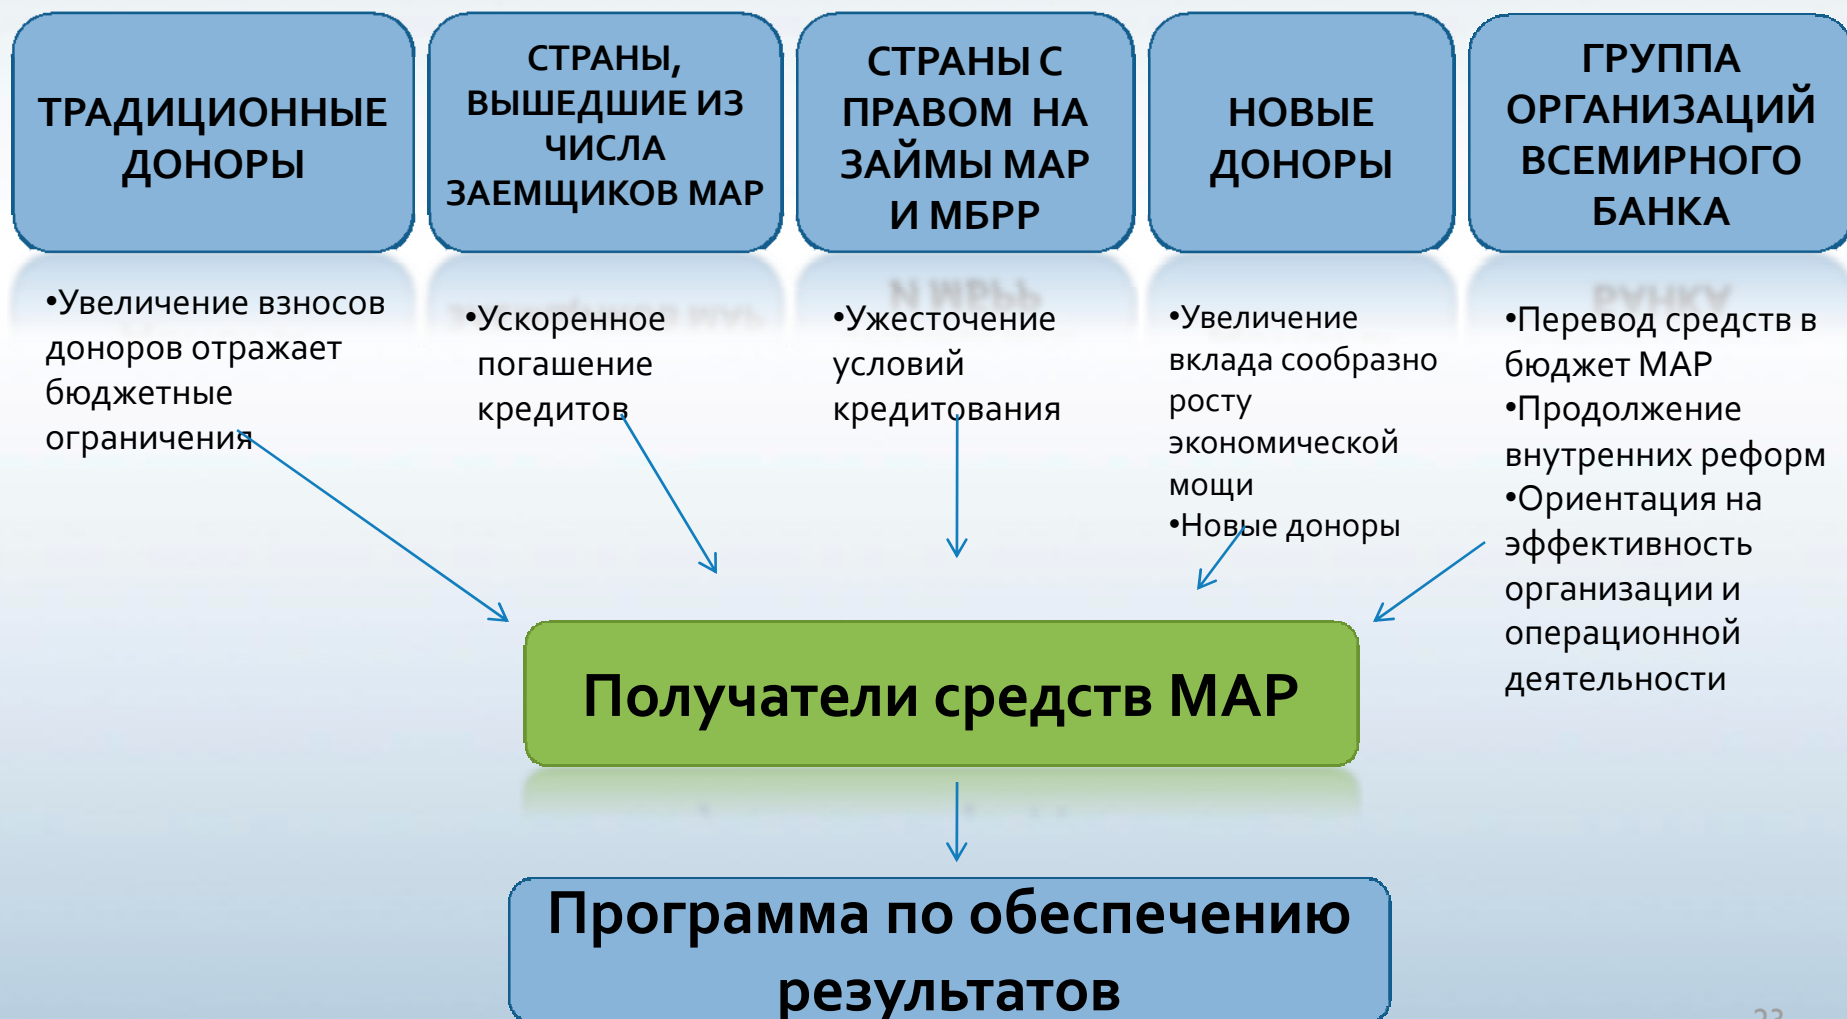 ТРАДИЦИОННЫЕ
ДОНОРЫ
СТРАНЫ,
ВЫШЕДШИЕ ИЗ
ЧИСЛА
ЗАЕМЩИКОВ МАР
СТРАНЫ С
ПРАВОМ НА
ЗАЙМЫ МАР
И МБРР
НОВЫЕ
ДОНОРЫ
ГРУППА
ОРГАНИЗАЦИЙ
ВСЕМИРНОГО
БАНКА
•Увеличение взносов
доноров отражает
бюджетные
ограничения
•Ускоренное
погашение
кредитов
•Ужесточение
условий
кредитования
•Увеличение
вклада сообразно
росту
экономической
мощи
•Новые доноры
•Перевод средств в
бюджет МАР
•Продолжение
внутренних реформ
•Ориентация на
эффективность
организации и
операционной
деятельности
Получатели средств МАР
Программа по обеспечению
результатов
23